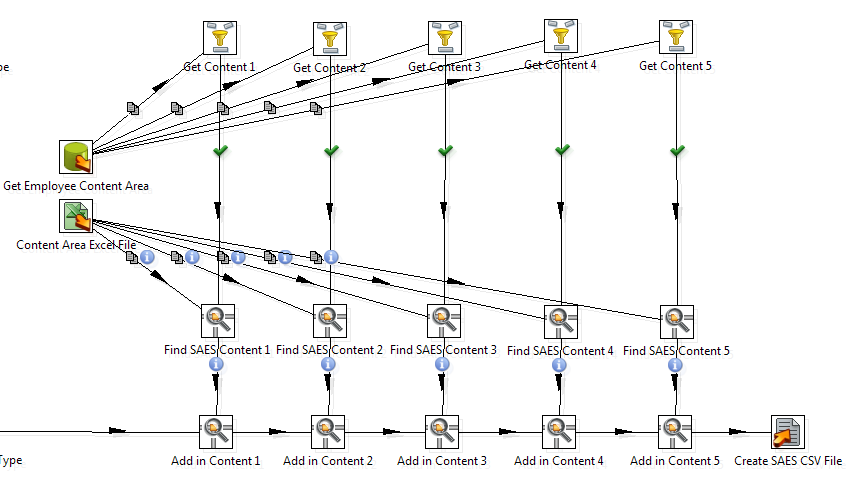 Get Content 1
Get Content 2
Get Content 3
Get Content 4
Get Content 5
pe
Get Employee Content Area
Content Area Excel File
Find SAES Content 1
Find SAES Content 2
Find SAES Content 3
Find SAES Content 4
Find SAES Content 5
Type
Add in Content 1
Add in Content 2
Add in Content 3
Add in Content 4
Add in Content 5
Create SAES CSV File